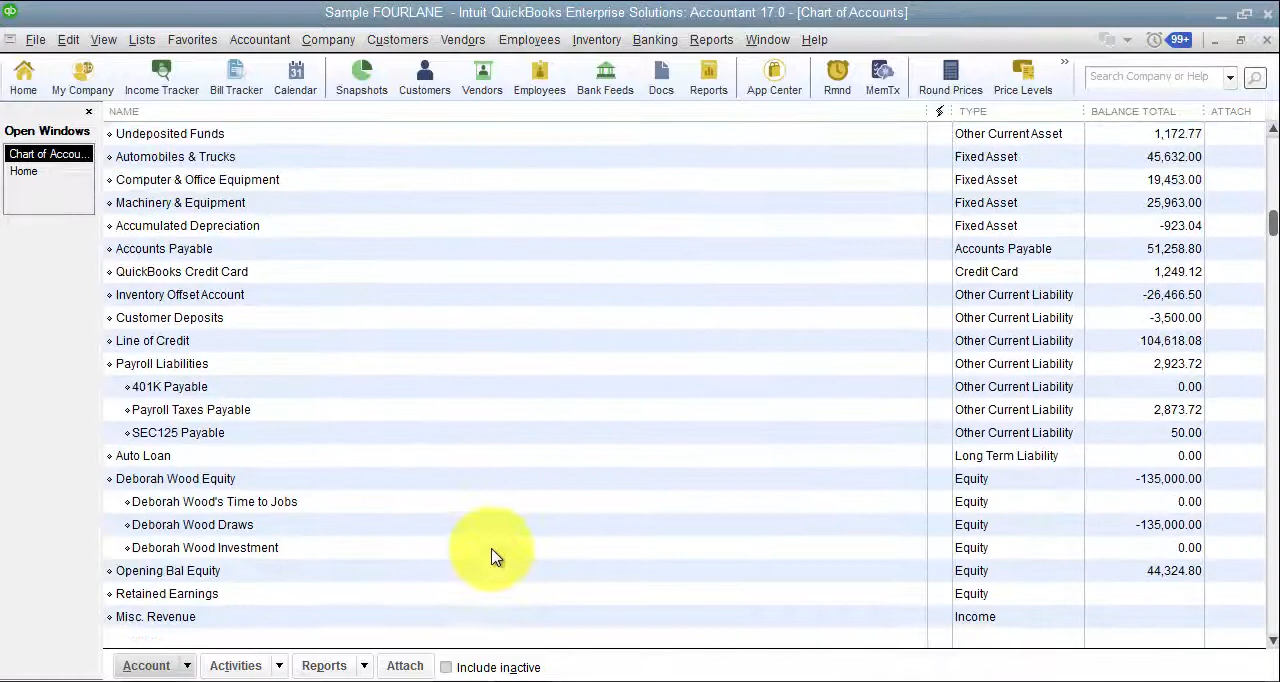 Sample FOURLANE - Intuit QuickBooks Enterprise Solutions: Accountant 17.0 - [Chart of Accounts]
File Edit View Lists Favorites Accountant Company Customers Vendors Employees Inventory Banking Reports Window Help 99+
Home My Company Income Tracker Bill Tracker Calendar Snapshots Customers Vendors Employees Bank Feeds Docs Reports App Center Rmnd MemTx Round Prices Price Levels » Search Company or Help
Open Windows
Chart of Accou...
Home
NAME TYPE BALANCE TOTAL ATTACH
Undeposited Funds Other Current Asset 1,172.77
Automobiles & Trucks Fixed Asset 45,632.00
Computer & Office Equipment Fixed Asset 19,453.00
Machinery & Equipment Fixed Asset 25,963.00
Accumulated Depreciation Fixed Asset -923.04
Accounts Payable Accounts Payable 51,258.80
QuickBooks Credit Card Credit Card 1,249.12
Inventory Offset Account Other Current Liability -26,466.50
Customer Deposits Other Current Liability -3,500.00
Line of Credit Other Current Liability 104,618.08
Payroll Liabilities Other Current Liability 2,923.72
401K Payable Other Current Liability 0.00
Payroll Taxes Payable Other Current Liability 2,873.72
SEC125 Payable Other Current Liability 50.00
Auto Loan Long Term Liability 0.00
Deborah Wood Equity Equity -135,000.00
Deborah Wood's Time to Jobs Equity 0.00
Deborah Wood Draws Equity -135,000.00
Deborah Wood Investment Equity 0.00
Opening Bal Equity Equity 44,324.80
Retained Earnings Equity
Misc. Revenue Income
Account Activities Reports Attach Include inactive